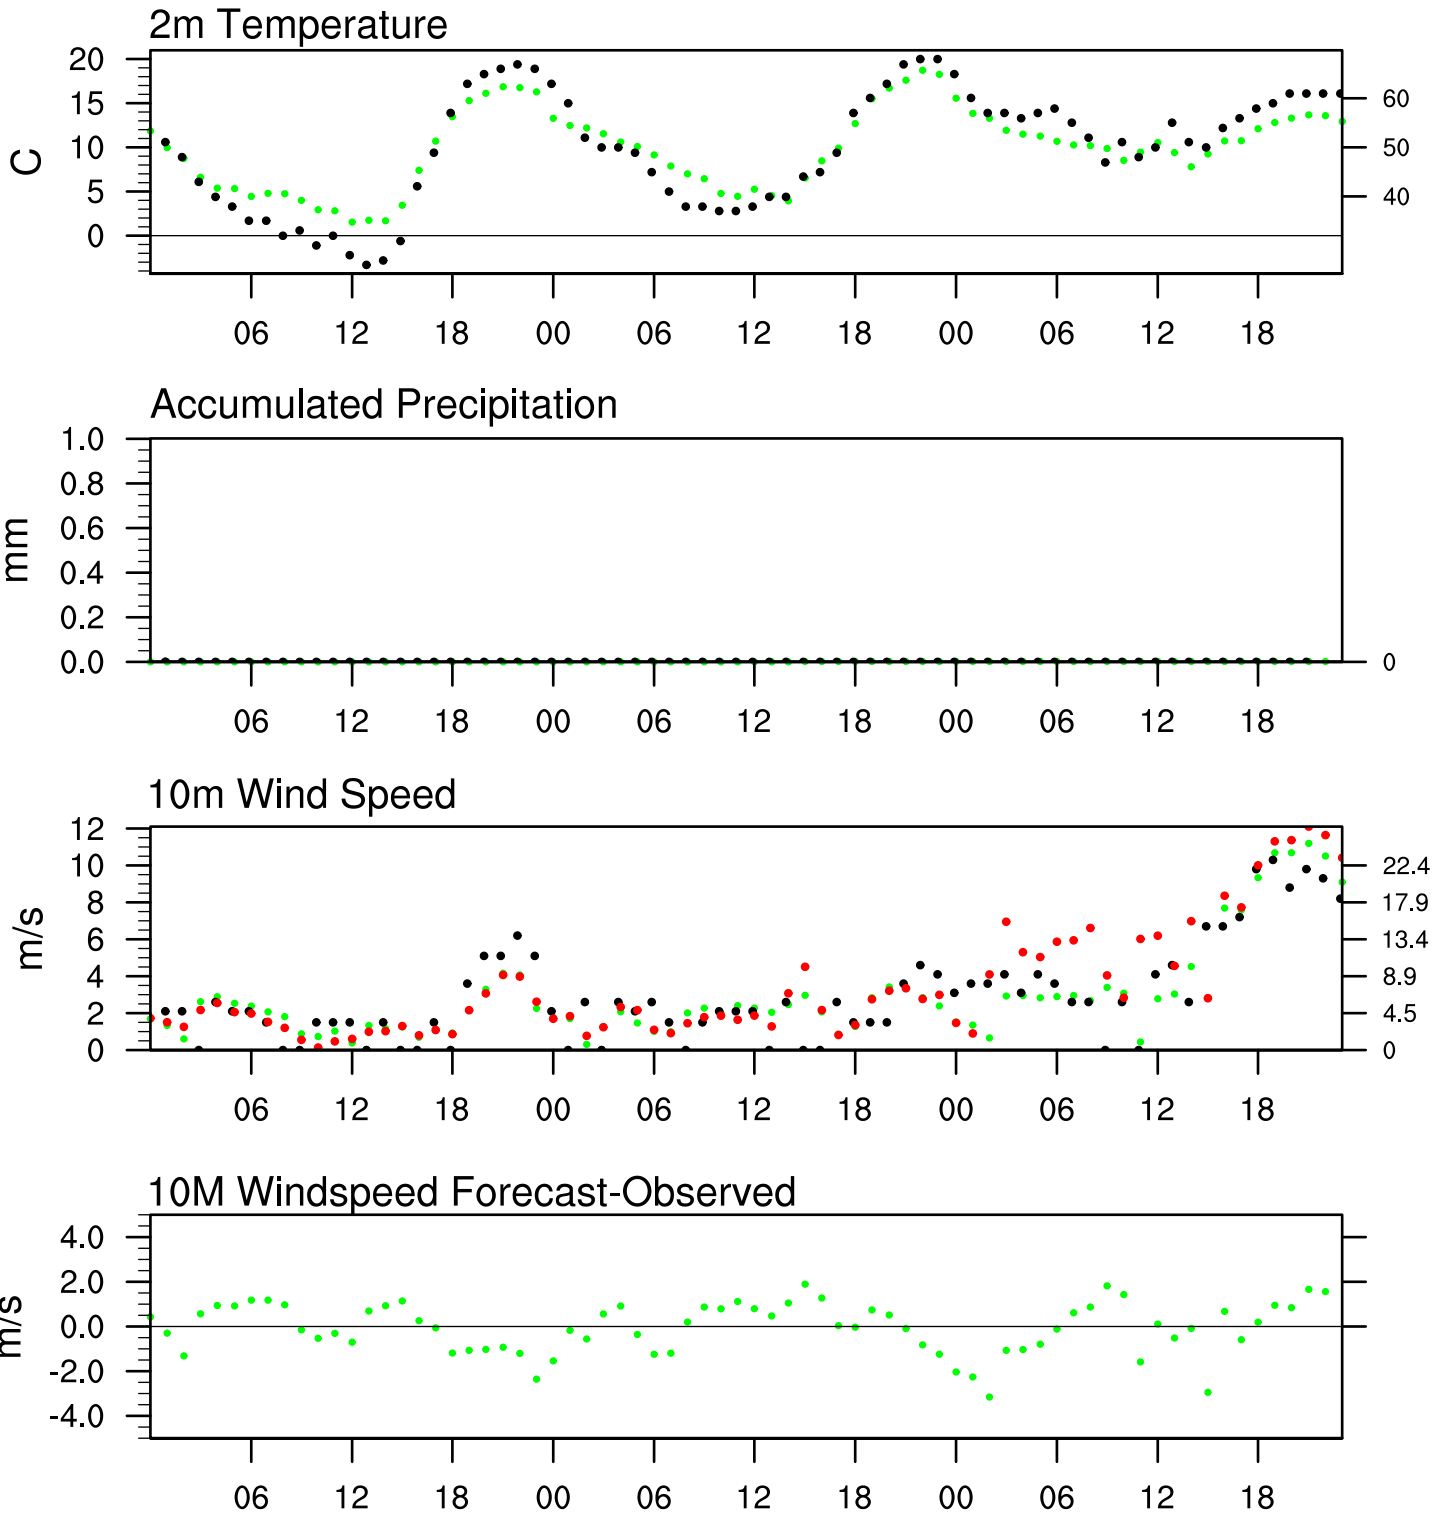 2m Temperature
20
15
10
5
0
C
60
50
40
06 12 18 00 06 12 18 00 06 12 18
Accumulated Precipitation
1.0
0.8
0.6
0.4
0.2
0.0
mm
0
06 12 18 00 06 12 18 00 06 12 18
10m Wind Speed
12
10
8
6
4
2
0
m/s
22.4
17.9
13.4
8.9
4.5
0
06 12 18 00 06 12 18 00 06 12 18
10M Windspeed Forecast-Observed
4.0
2.0
0.0
-2.0
-4.0
m/s
06 12 18 00 06 12 18 00 06 12 18